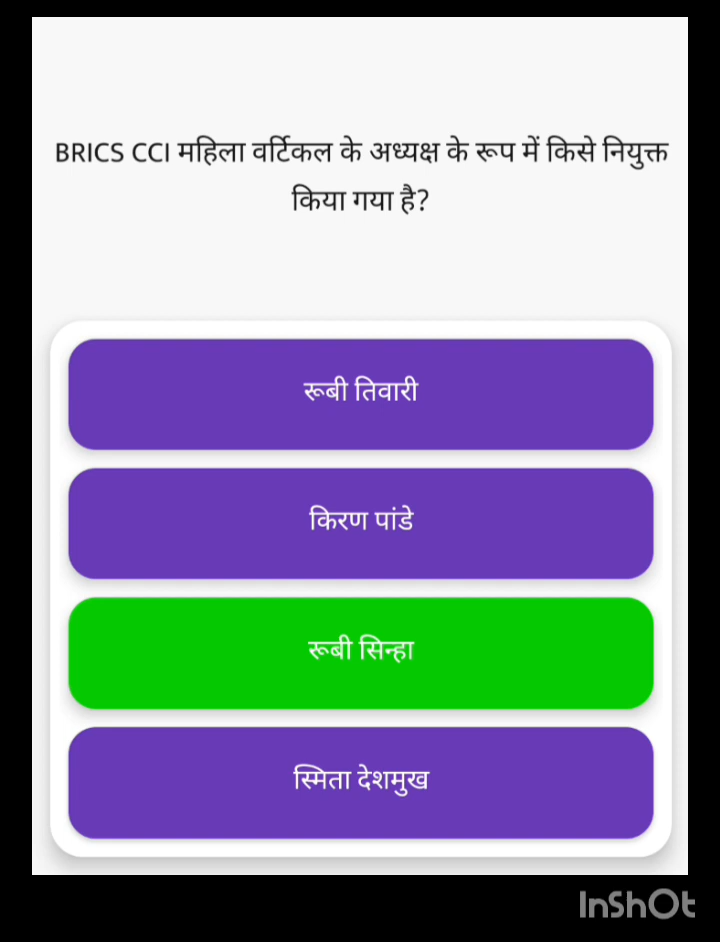 BRICS CCI महिला वर्टिकल के अध्यक्ष के रूप में किसे नियुक्त
किया गया है?
रूबी तिवारी
किरण पांडे
रूबी सिन्हा
स्मिता देशमुख
InShOt